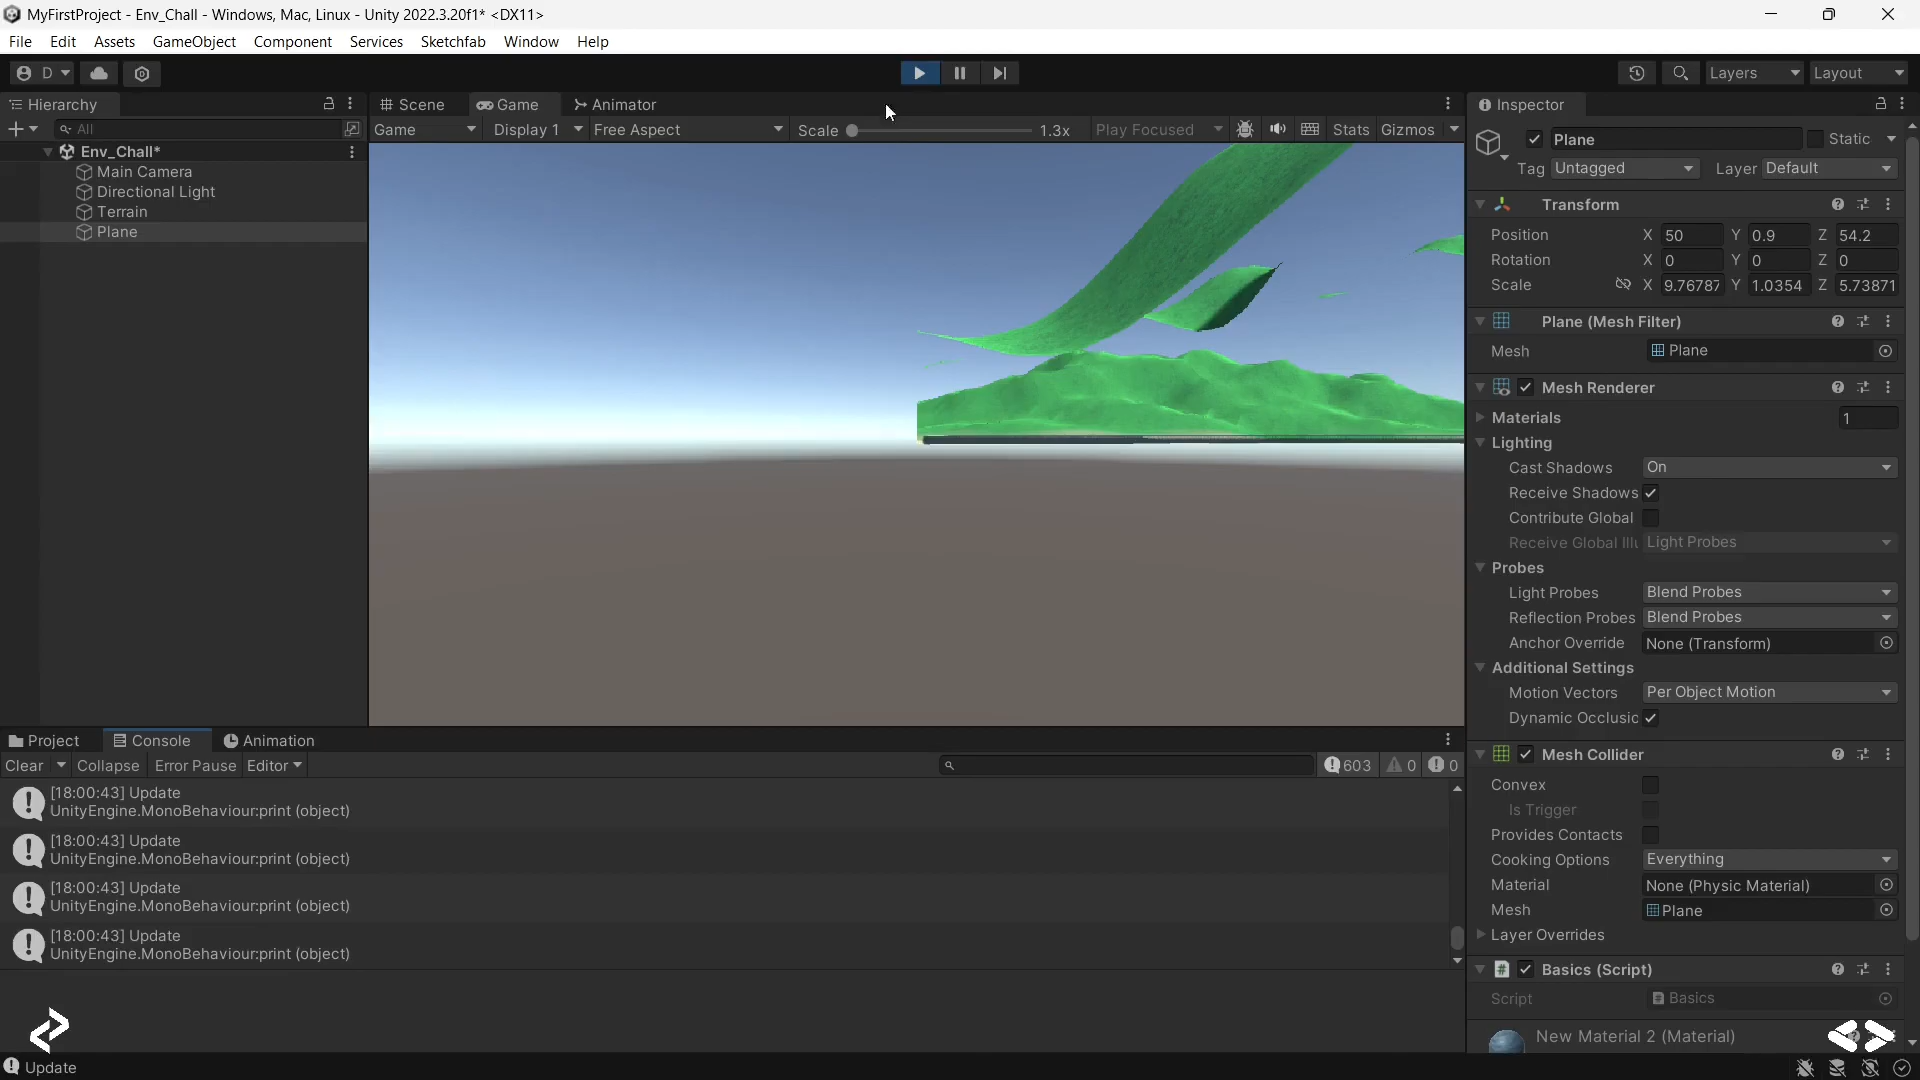 MyFirstProject - Env_Chall - Windows, Mac, Linux - Unity 2022.3.20f1* <DX11>
File Edit Assets GameObject Component Services Sketchfab Window Help
D Layers Layout
Hierarchy
All
Env_Chall*
Main Camera
Directional Light
Terrain
Plane
Scene Game Animator
Game Display 1 Free Aspect Scale 1.3x Play Focused Stats Gizmos
Inspector
Plane Static
Tag Untagged Layer Default
Transform
Position X 50 Y 0.9 Z 54.2
Rotation X 0 Y 0 Z 0
Scale X 9.76787 Y 1.0354 Z 5.73871
Plane (Mesh Filter)
Mesh Plane
Mesh Renderer
Materials 1
Lighting
Cast Shadows On
Receive Shadows
Contribute Global
Receive Global Illu Light Probes
Probes
Light Probes Blend Probes
Reflection Probes Blend Probes
Anchor Override None (Transform)
Additional Settings
Motion Vectors Per Object Motion
Dynamic Occlusic
Mesh Collider
Convex
Is Trigger
Provides Contacts
Cooking Options Everything
Material None (Physic Material)
Mesh Plane
Layer Overrides
Basics (Script)
Script Basics
New Material 2 (Material)
Project Console Animation
Clear Collapse Error Pause Editor 603 0 0
[18:00:43] Update
UnityEngine.MonoBehaviour:print (object)
[18:00:43] Update
UnityEngine.MonoBehaviour:print (object)
[18:00:43] Update
UnityEngine.MonoBehaviour:print (object)
[18:00:43] Update
UnityEngine.MonoBehaviour:print (object)
Update